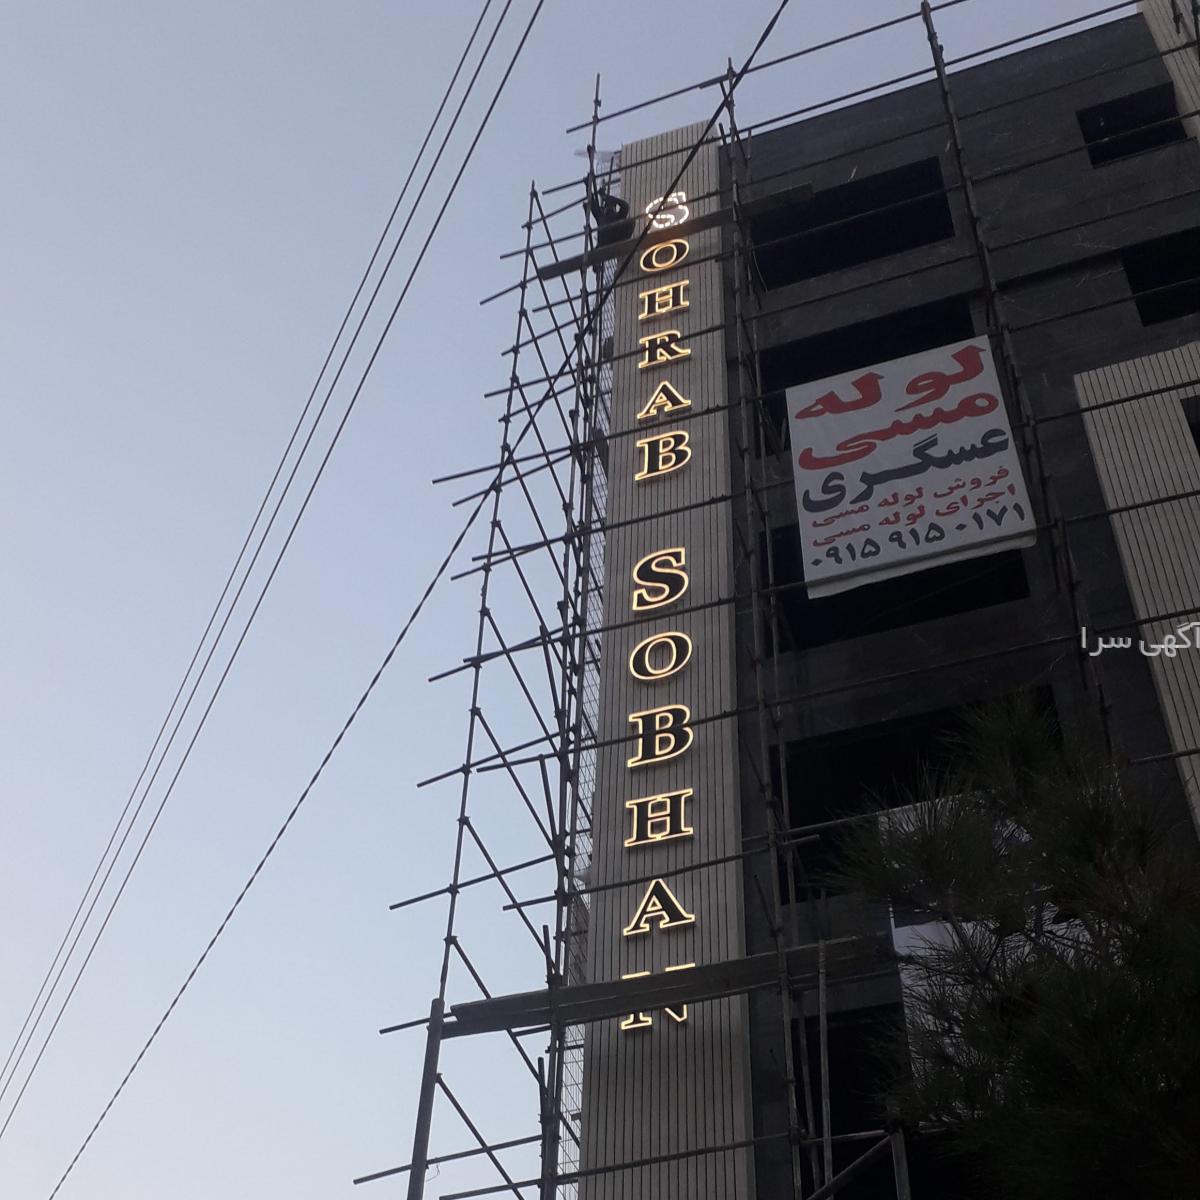 SOHRAB SOBHAN
لوله
مسی
عسگری
فروش لوله مسی
اجرای لوله مسی
۰۹۱۵ ۹۱۵ ۰۱۷۱
آگهی سرا